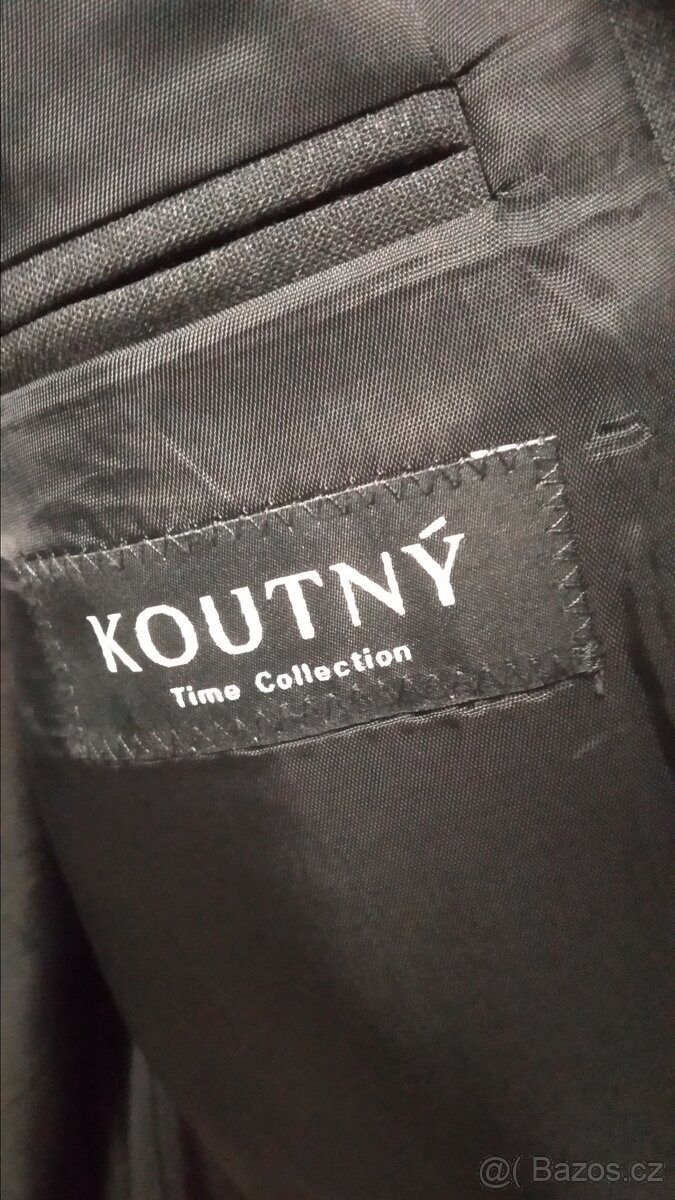 KOUTNÝ
Time Collection
@( Bazos.cz